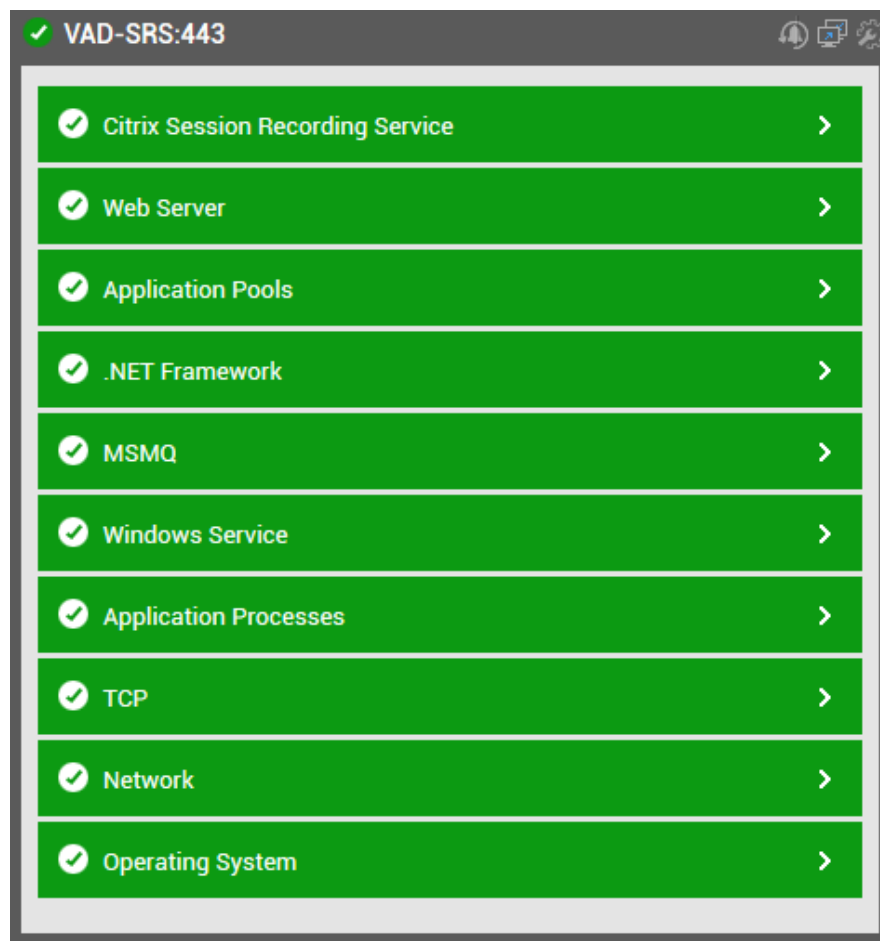 VAD-SRS:443
Citrix Session Recording Service
Web Server
Application Pools
.NET Framework
MSMQ
Windows Service
Application Processes
TCP
Network
Operating System